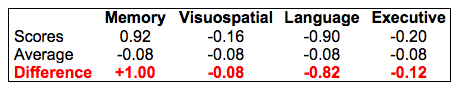 Memory Visuospatial Language Executive
Scores 0.92 -0.16 -0.90 -0.20
Average -0.08 -0.08 -0.08 -0.08
Difference +1.00 -0.08 -0.82 -0.12